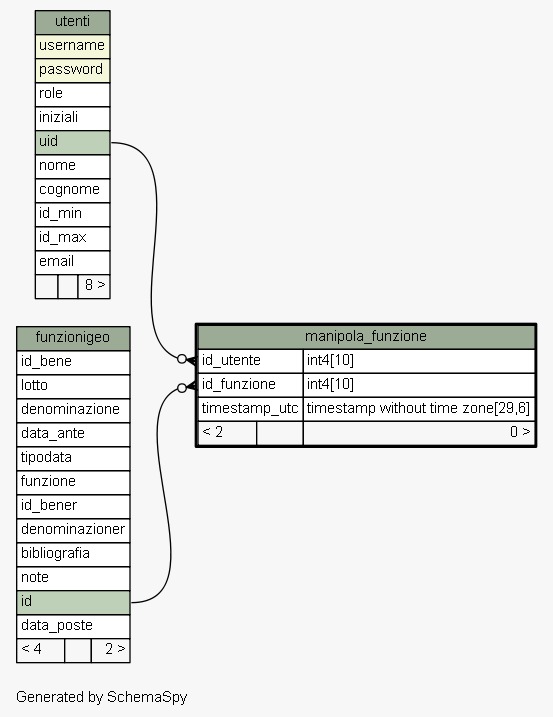 utenti
username
password
role
iniziali
uid
nome
cognome
id_min
id_max
email
8 >
funzionigeo
id_bene
lotto
denominazione
data_ante
tipodata
funzione
id_bener
denominazioner
bibliografia
note
id
data_poste
< 4 2 >
manipola_funzione
id_utente int4[10]
id_funzione int4[10]
timestamp_utc timestamp without time zone[29,6]
< 2 0 >
Generated by SchemaSpy